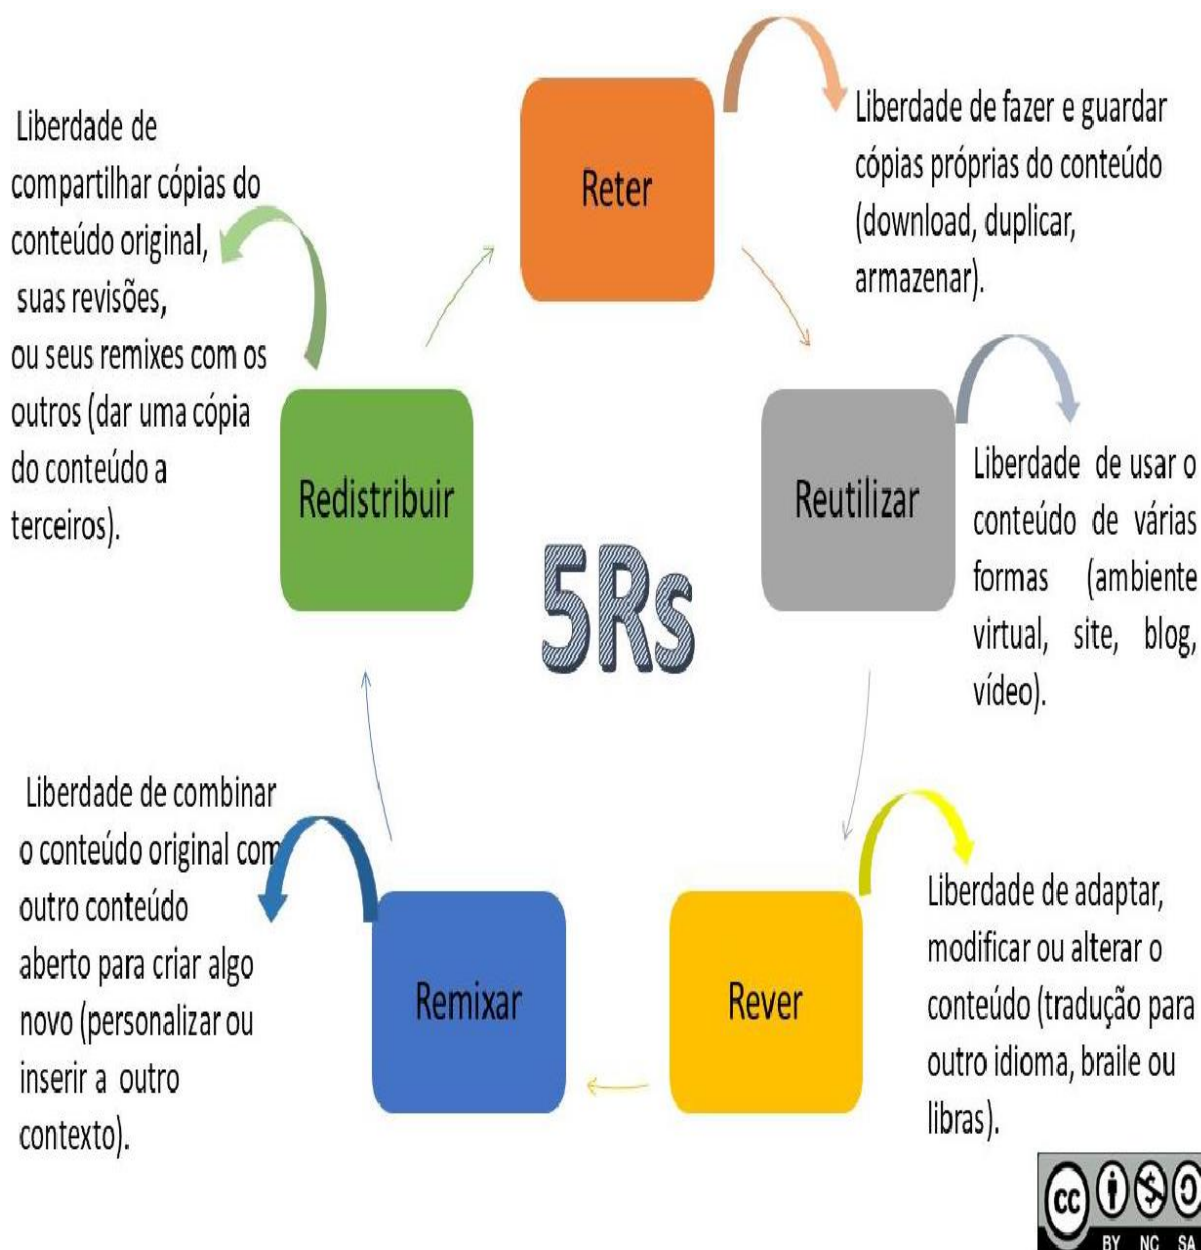 Reter
Liberdade de fazer e guardar
cópias próprias do conteúdo
(download, duplicar,
armazenar).
Reutilizar
Liberdade de usar o
conteúdo de várias
formas (ambiente
virtual, site, blog,
vídeo).
Rever
Liberdade de adaptar,
modificar ou alterar o
conteúdo (tradução para
outro idioma, braile ou
libras).
Remixar
Liberdade de combinar
o conteúdo original com
outro conteúdo
aberto para criar algo
novo (personalizar ou
inserir a outro
contexto).
Redistribuir
Liberdade de
compartilhar cópias do
conteúdo original,
suas revisões,
ou seus remixes com os
outros (dar uma cópia
do conteúdo a
terceiros).
5Rs
cc
BY NC SA